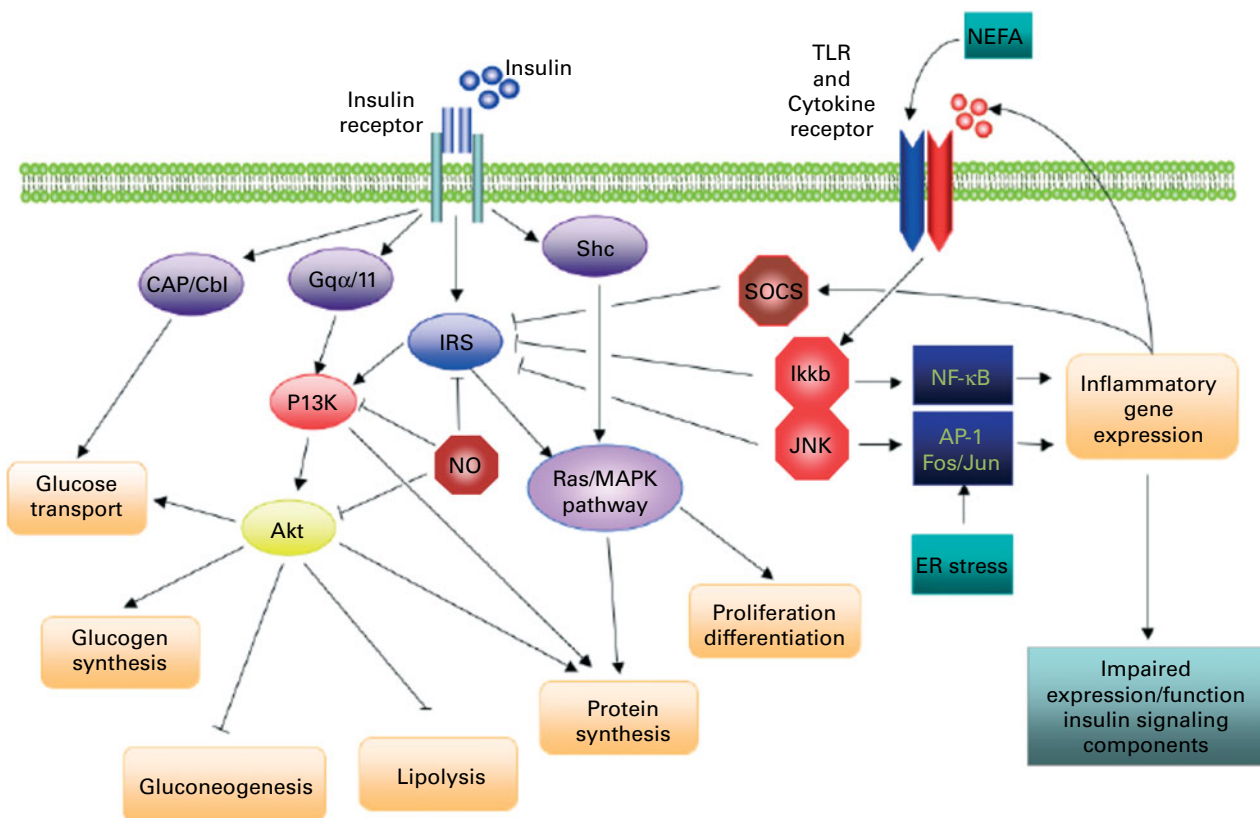 NEFA
TLR
and
Cytokine
receptor
Insulin
Insulin
receptor
Shc
CAP/Cbl
Gqα/11
SOCS
IRS
Ikkb
NF-κB
Inflammatory
gene
expression
P13K
JNK
AP-1
Fos/Jun
NO
Ras/MAPK
pathway
Glucose
transport
Akt
ER stress
Proliferation
differentiation
Glucogen
synthesis
Impaired
expression/function
insulin signaling
components
Protein
synthesis
Gluconeogenesis
Lipolysis